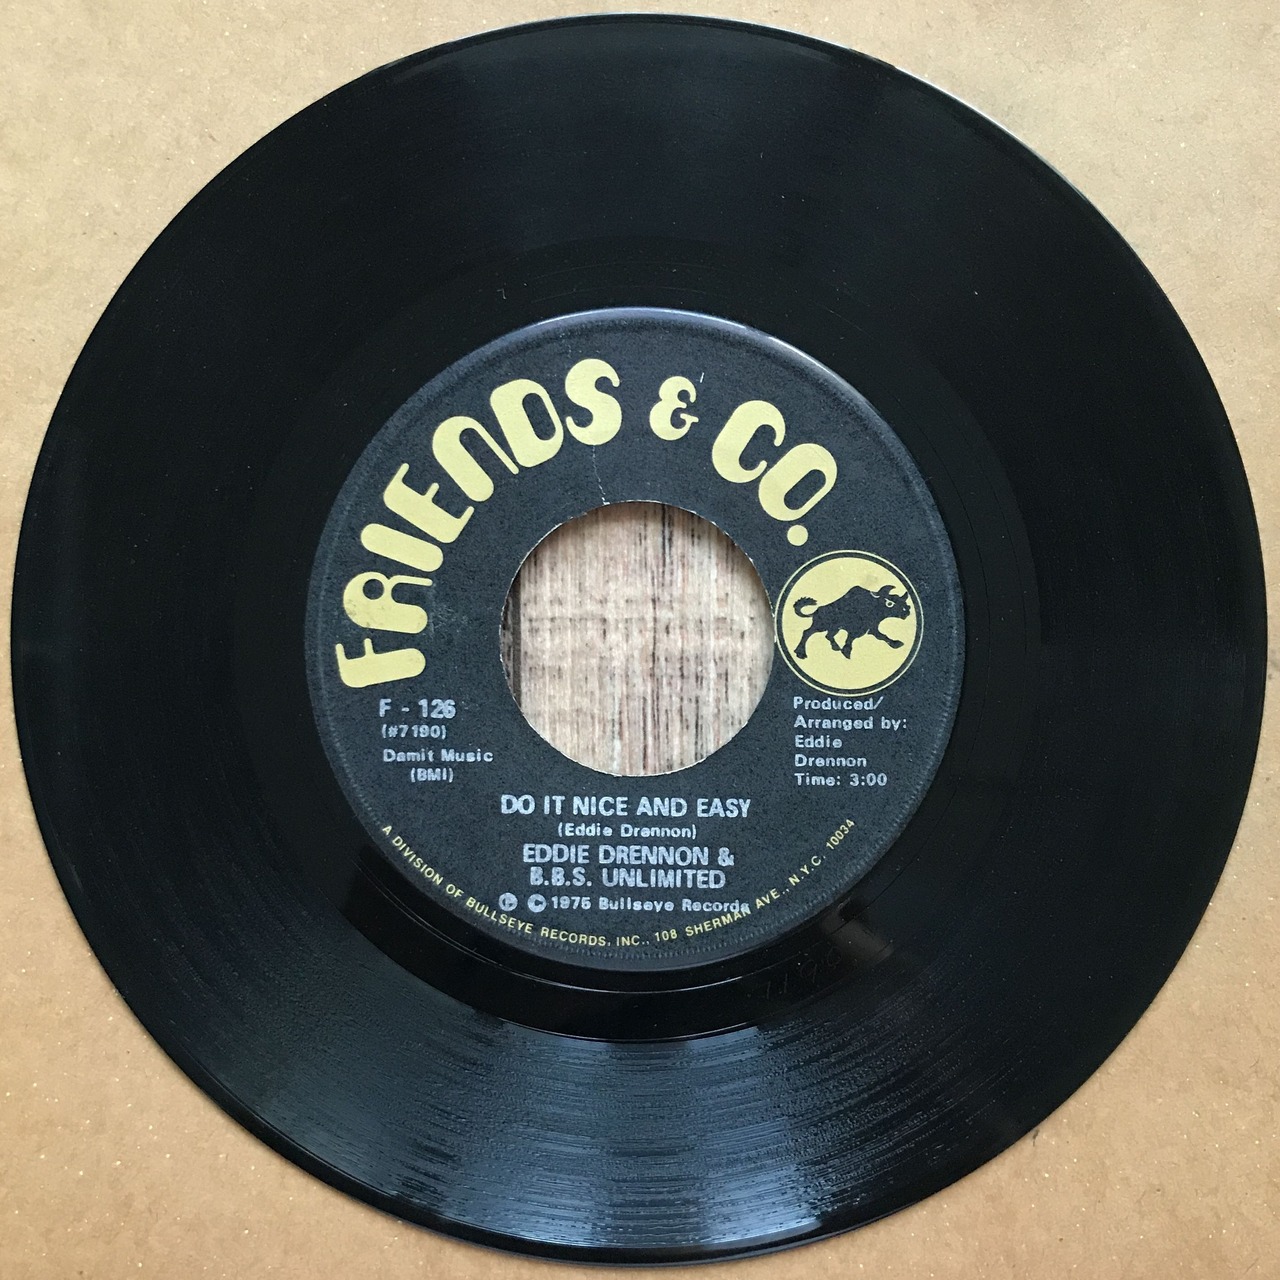 FRIENDS & CO.
F - 126
(#7190)
Damit Music
(BMI)
Produced/
Arranged by:
Eddie
Drennon
Time: 3:00
DO IT NICE AND EASY
(Eddie Drennon)
EDDIE DRENNON &
B.B.S. UNLIMITED
Ⓟ © 1975 Bullseye Records
A DIVISION OF BULLSEYE RECORDS, INC., 108 SHERMAN AVE., N.Y.C. 10034